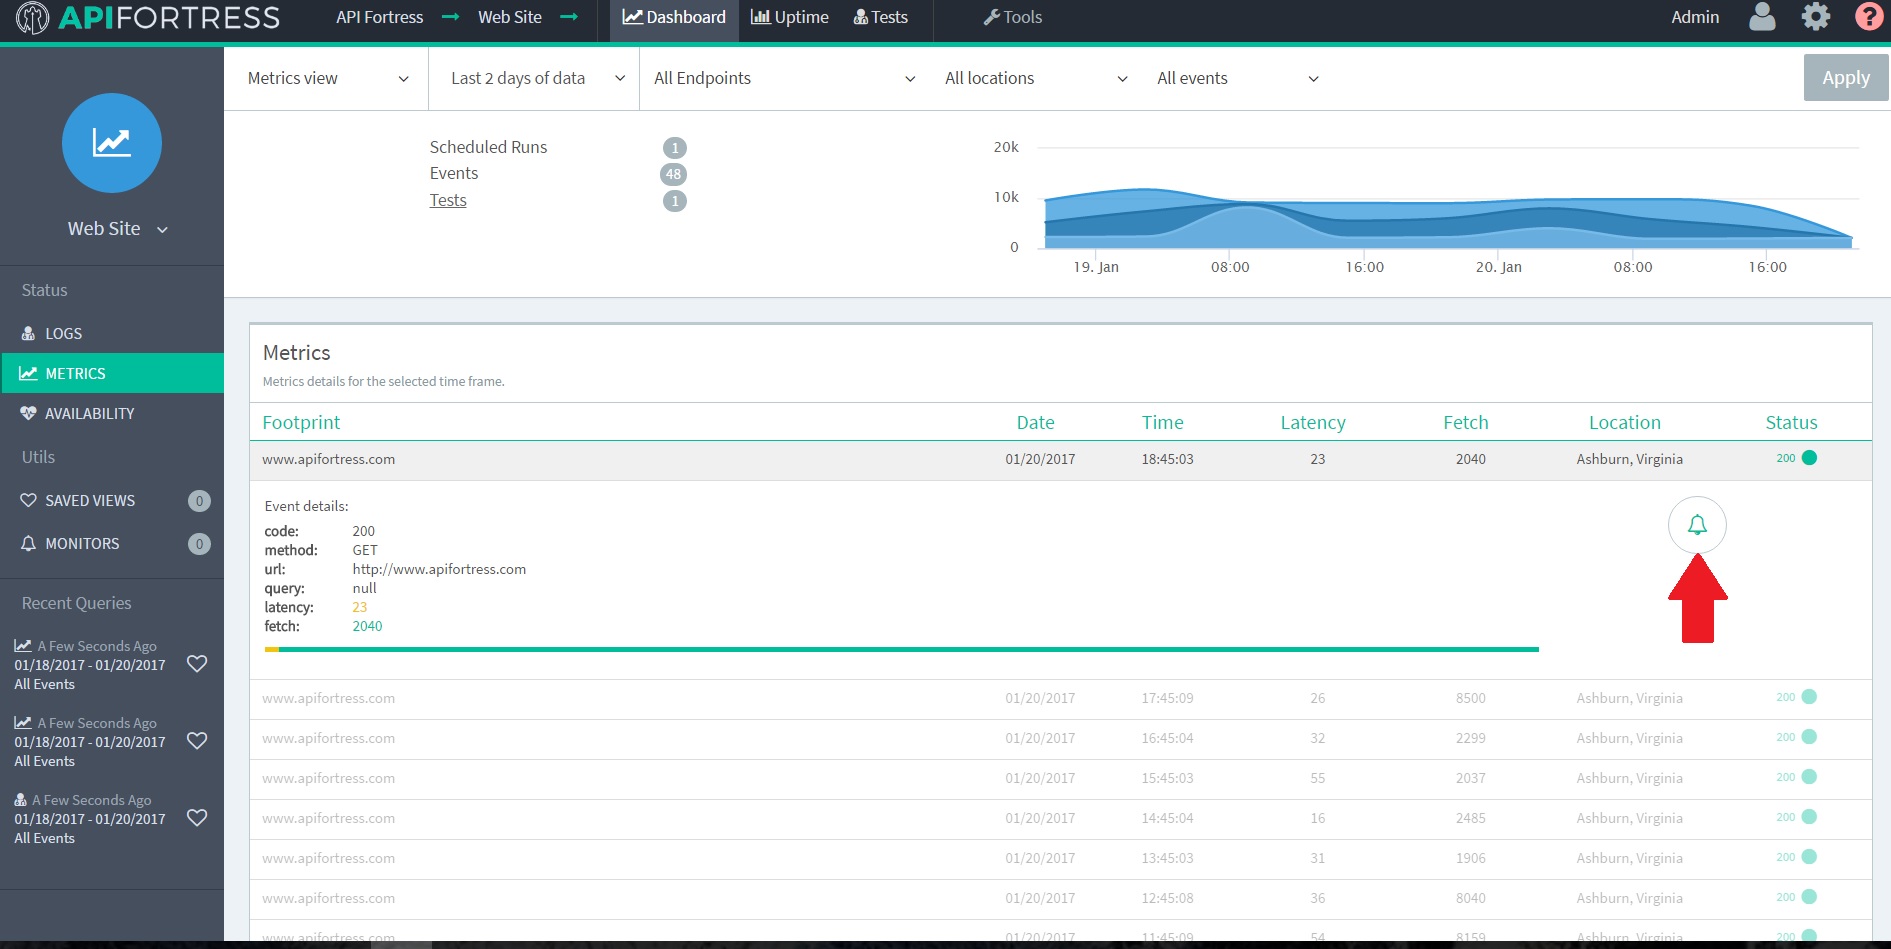 APIFORTRESS API Fortress Web Site Dashboard Uptime Tests Tools Admin ?
Metrics view Last 2 days of data All Endpoints All locations All events Apply
Web Site
Status
LOGS
METRICS
AVAILABILITY
Utils
SAVED VIEWS 0
MONITORS 0
Recent Queries
A Few Seconds Ago
01/18/2017 - 01/20/2017
All Events
A Few Seconds Ago
01/18/2017 - 01/20/2017
All Events
A Few Seconds Ago
01/18/2017 - 01/20/2017
All Events
Scheduled Runs 1
Events 48
Tests 1
20k
10k
0
19. Jan 08:00 16:00 20. Jan 08:00 16:00
Metrics
Metrics details for the selected time frame.
Footprint Date Time Latency Fetch Location Status
www.apifortress.com 01/20/2017 18:45:03 23 2040 Ashburn, Virginia 200
Event details:
code: 200
method: GET
url: http://www.apifortress.com
query: null
latency: 23
fetch: 2040
www.apifortress.com 01/20/2017 17:45:09 26 8500 Ashburn, Virginia 200
www.apifortress.com 01/20/2017 16:45:04 32 2299 Ashburn, Virginia 200
www.apifortress.com 01/20/2017 15:45:03 55 2037 Ashburn, Virginia 200
www.apifortress.com 01/20/2017 14:45:04 16 2485 Ashburn, Virginia 200
www.apifortress.com 01/20/2017 13:45:03 31 1906 Ashburn, Virginia 200
www.apifortress.com 01/20/2017 12:45:08 36 8040 Ashburn, Virginia 200
www.apifortress.com 01/20/2017 11:45:09 54 8159 Ashburn, Virginia 200